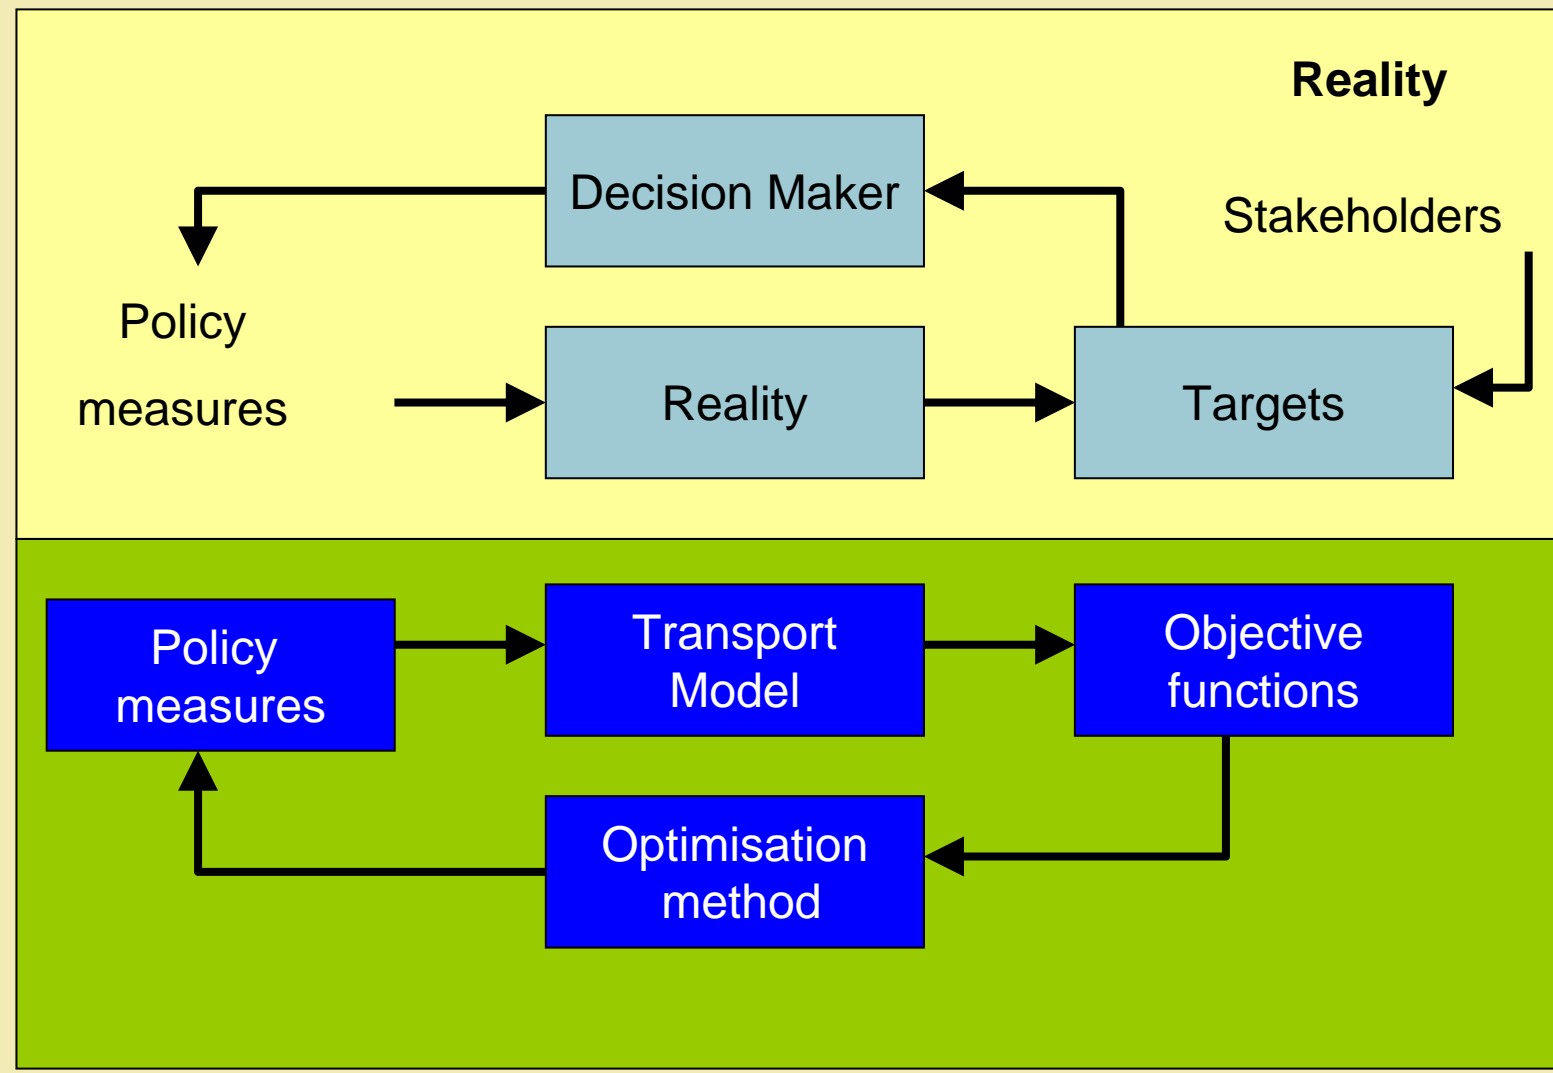 Reality
Decision Maker
Stakeholders
Policy
measures
Reality
Targets
Policy
measures
Transport
Model
Objective
functions
Optimisation
method